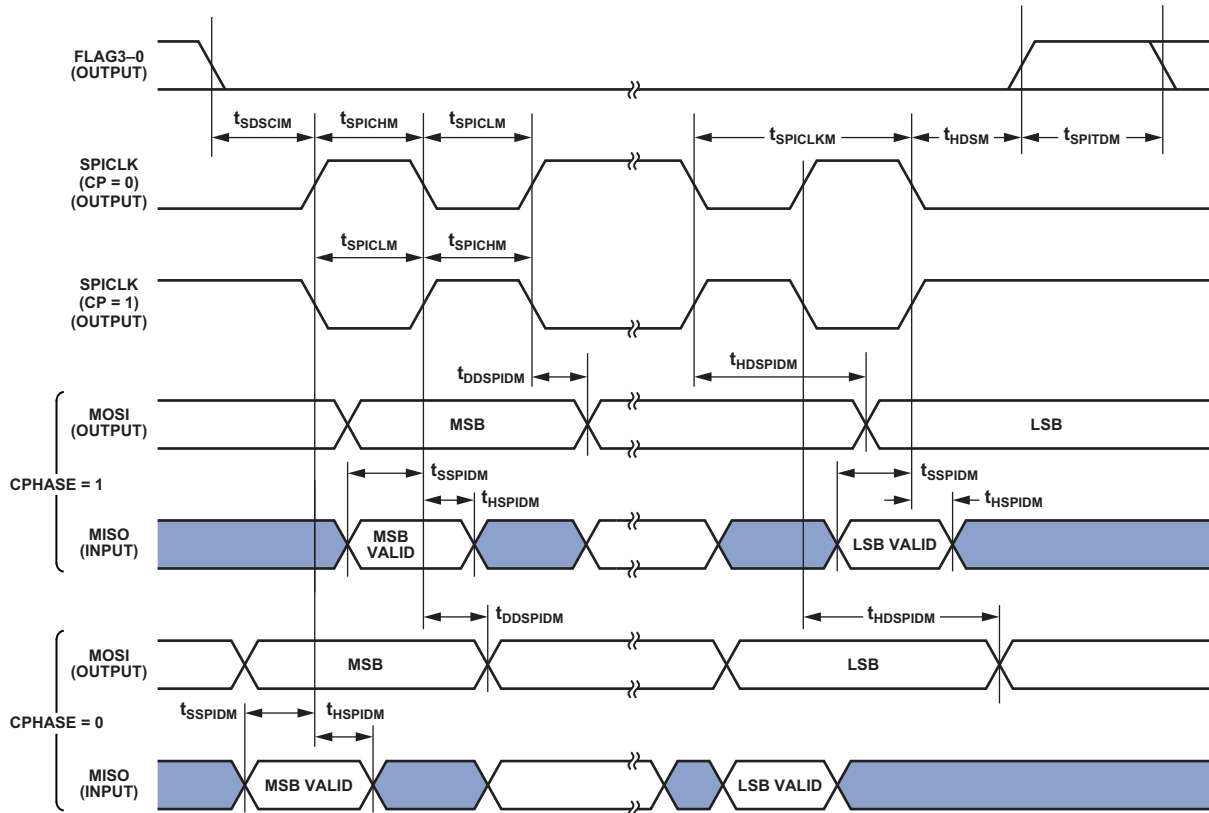 FLAG3–0
(OUTPUT)
tSDSCIM
tSPICHM
tSPICLM
tSPICLKM
tHDSM
tSPITDM
SPICLK
(CP = 0)
(OUTPUT)
tSPICLM
tSPICHM
SPICLK
(CP = 1)
(OUTPUT)
tDDSPIDM
tHDSPIDM
CPHASE = 1
MOSI
(OUTPUT)
MSB
LSB
tSSPIDM
tSSPIDM
tHSPIDM
tHSPIDM
MISO
(INPUT)
MSB
VALID
LSB VALID
tDDSPIDM
tHDSPIDM
CPHASE = 0
MOSI
(OUTPUT)
MSB
LSB
tSSPIDM
tHSPIDM
MISO
(INPUT)
MSB VALID
LSB VALID